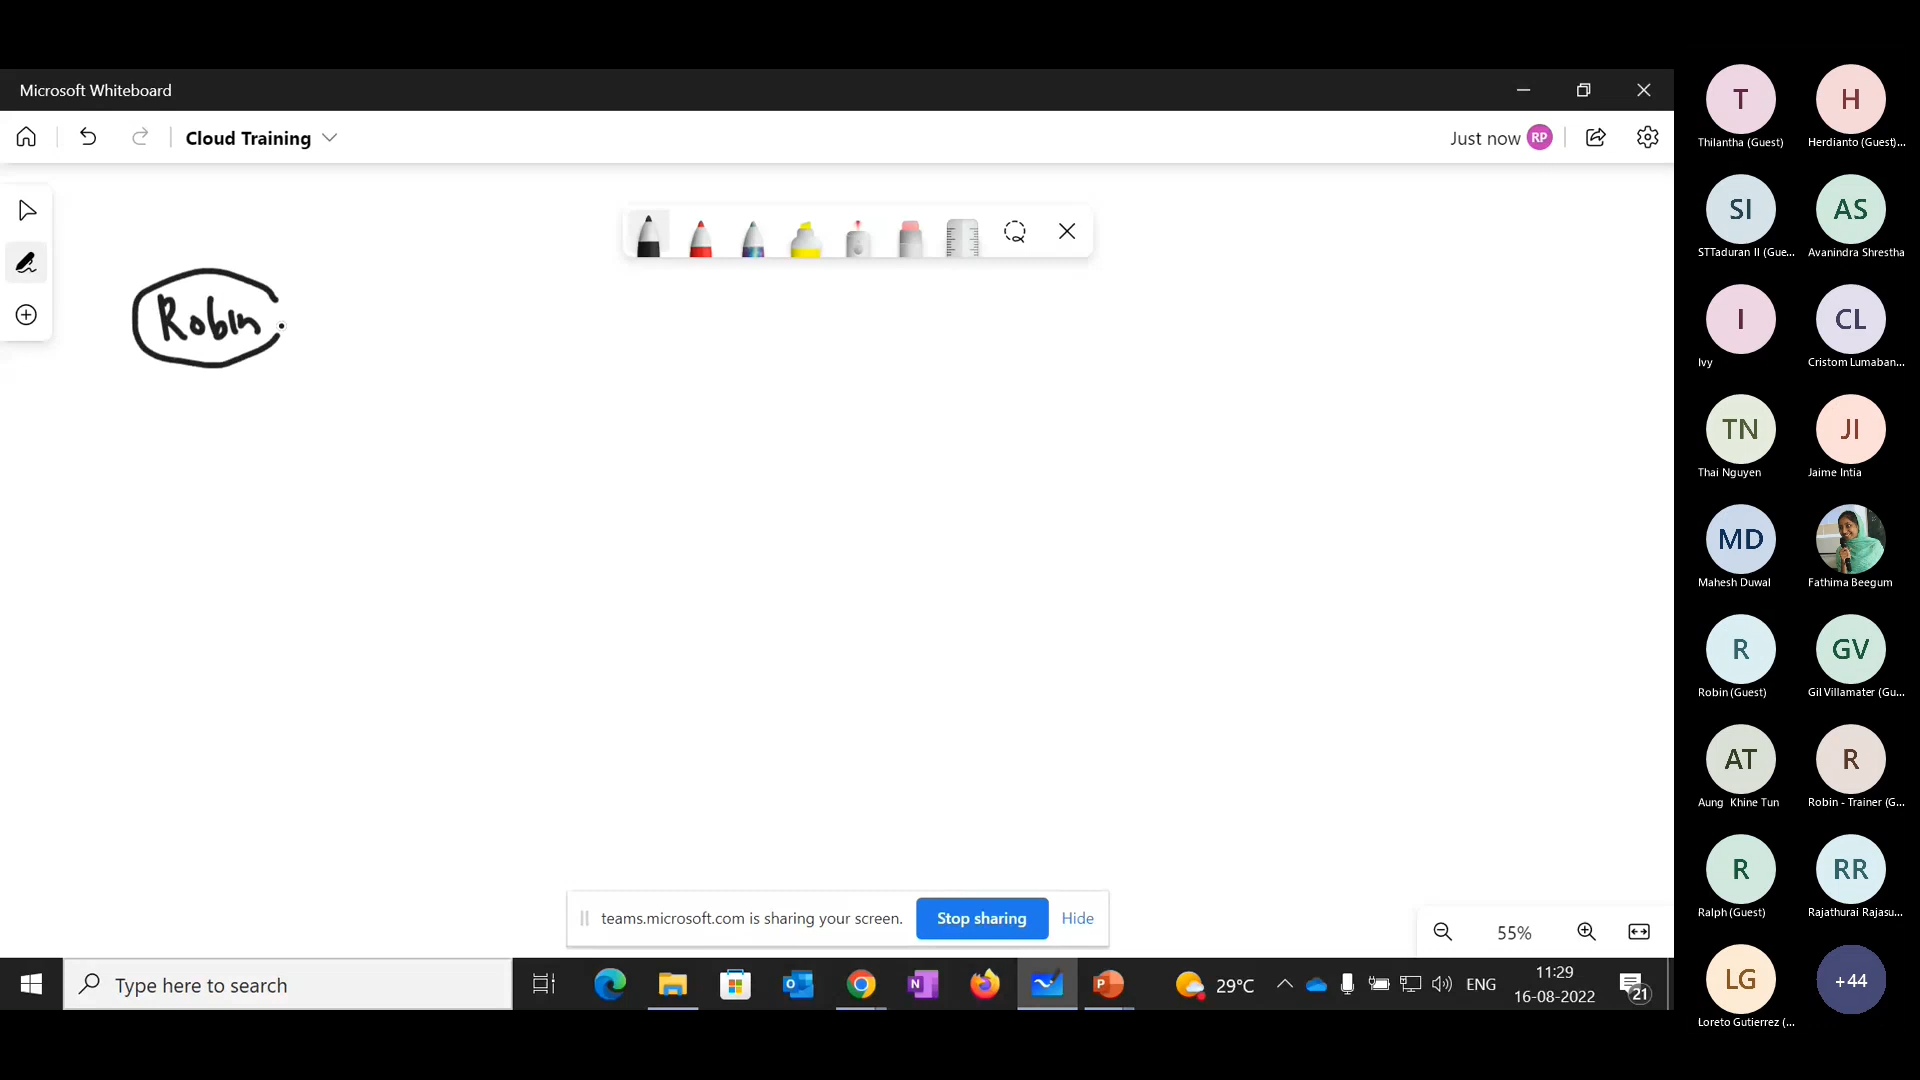 Microsoft Whiteboard
Cloud Training
Just now RP
Robin
teams.microsoft.com is sharing your screen. Stop sharing Hide
55%
Type here to search
29°C
ENG
11:29
16-08-2022
21
T
Thilantha (Guest)
H
Herdianto (Guest)...
SI
STTaduran II (Gue...
AS
Avanindra Shrestha
I
Ivy
CL
Cristom Lumaban...
TN
Thai Nguyen
JI
Jaime Intia
MD
Mahesh Duwal
Fathima Beegum
R
Robin (Guest)
GV
Gil Villamater (Gu...
AT
Aung Khine Tun
R
Robin - Trainer (G...
R
Ralph (Guest)
RR
Rajathurai Rajasu...
LG
Loreto Gutierrez (...
+44